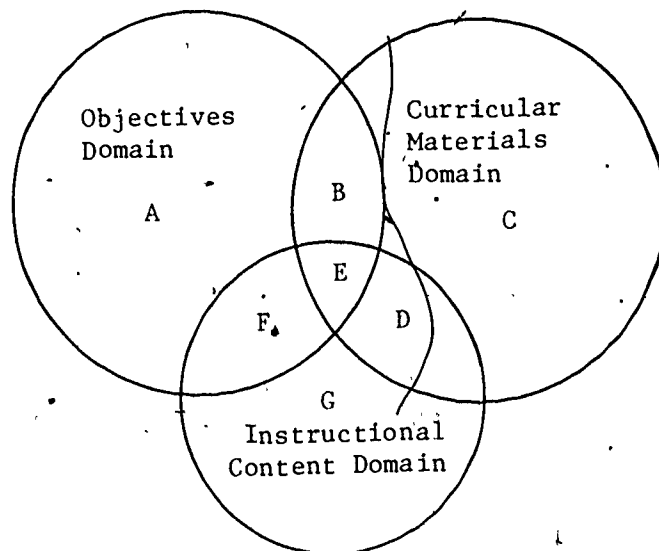 Objectives
Domain
A
Curricular
Materials
Domain
B
C
E
F
D
G
Instructional
Content Domain